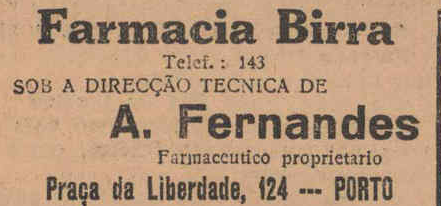 Farmacia Birra
Telef.: 143
SOB A DIRECÇÃO TECNICA DE
A. Fernandes
Farmaceutico proprietario
Praça da Liberdade, 124 --- PORTO